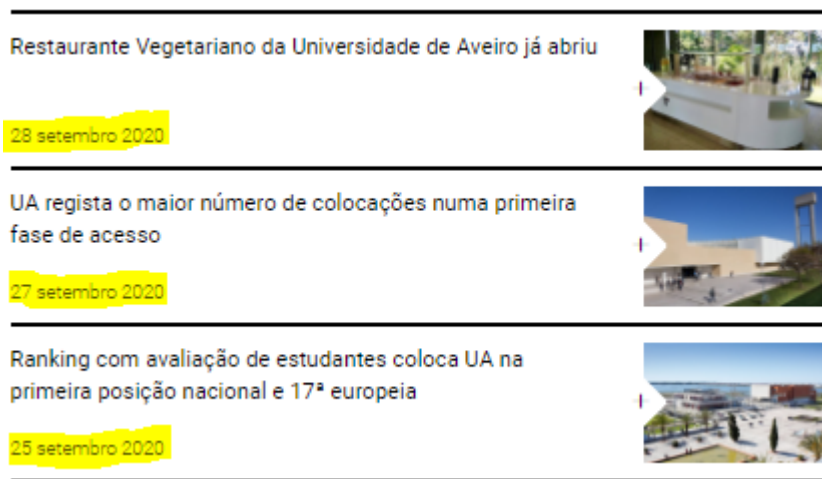 Restaurante Vegetariano da Universidade de Aveiro já abriu
28 setembro 2020
UA regista o maior número de colocações numa primeira
fase de acesso
27 setembro 2020
Ranking com avaliação de estudantes coloca UA na
primeira posição nacional e 17ª europeia
25 setembro 2020